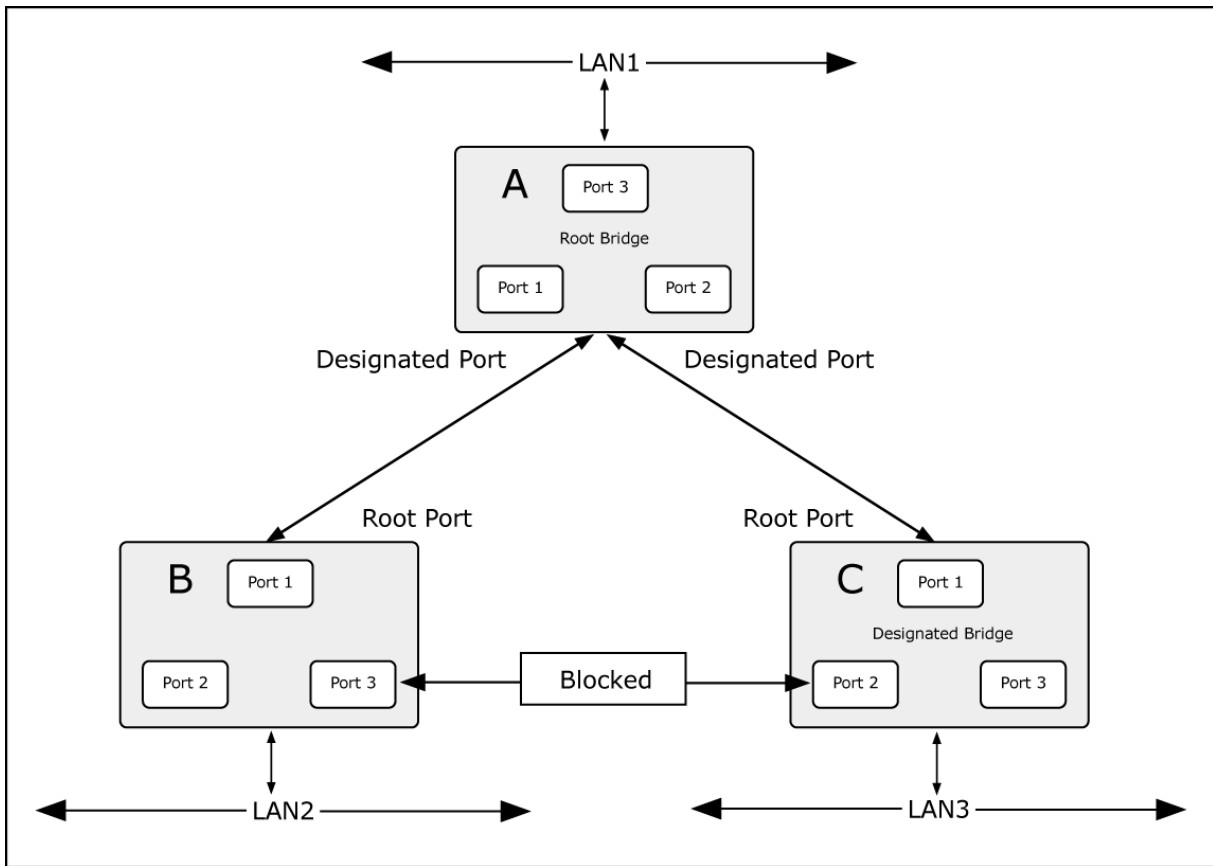 LAN1
A
Port 3
Root Bridge
Port 1
Port 2
Designated Port
Designated Port
Root Port
Root Port
B
Port 1
Port 2
Port 3
Blocked
C
Port 1
Designated Bridge
Port 2
Port 3
LAN2
LAN3